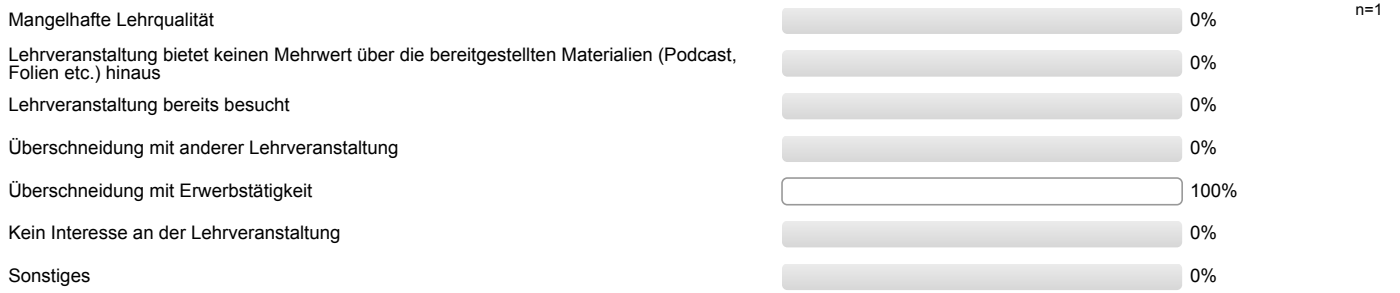 Mangelhafte Lehrqualität 0% n=1
Lehrveranstaltung bietet keinen Mehrwert über die bereitgestellten Materialien (Podcast,
Folien etc.) hinaus 0%
Lehrveranstaltung bereits besucht 0%
Überschneidung mit anderer Lehrveranstaltung 0%
Überschneidung mit Erwerbstätigkeit 100%
Kein Interesse an der Lehrveranstaltung 0%
Sonstiges 0%